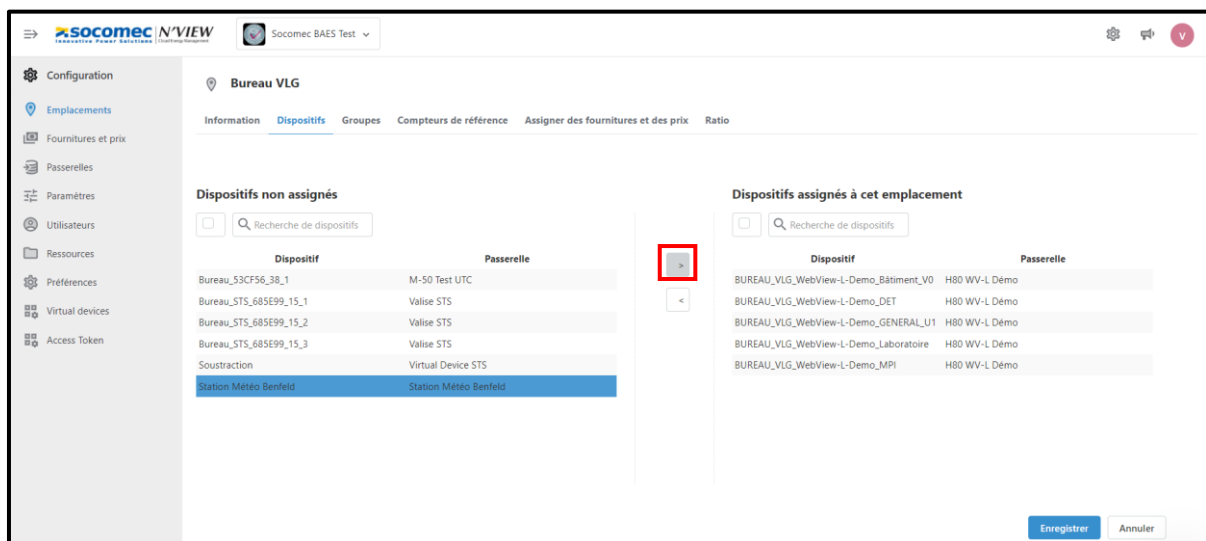 socomec N'VIEW Socomec BAES Test
Innovative Power Solutions Cloud Energy Management
V
Configuration
Emplacements
Fournitures et prix
Passerelles
Paramètres
Utilisateurs
Ressources
Préférences
Virtual devices
Access Token
Bureau VLG
Information Dispositifs Groupes Compteurs de référence Assigner des fournitures et des prix Ratio
Dispositifs non assignés
Recherche de dispositifs
Dispositif Passerelle
Bureau_53CF56_38_1 M-50 Test UTC
Bureau_STS_685E99_15_1 Valise STS
Bureau_STS_685E99_15_2 Valise STS
Bureau_STS_685E99_15_3 Valise STS
Soustraction Virtual Device STS
Station Météo Benfeld Station Météo Benfeld
>
<
Dispositifs assignés à cet emplacement
Recherche de dispositifs
Dispositif Passerelle
BUREAU_VLG_WebView-L-Demo_Bâtiment_V0 H80 WV-L Démo
BUREAU_VLG_WebView-L-Demo_DET H80 WV-L Démo
BUREAU_VLG_WebView-L-Demo_GENERAL_U1 H80 WV-L Démo
BUREAU_VLG_WebView-L-Demo_Laboratoire H80 WV-L Démo
BUREAU_VLG_WebView-L-Demo_MPI H80 WV-L Démo
Enregistrer Annuler